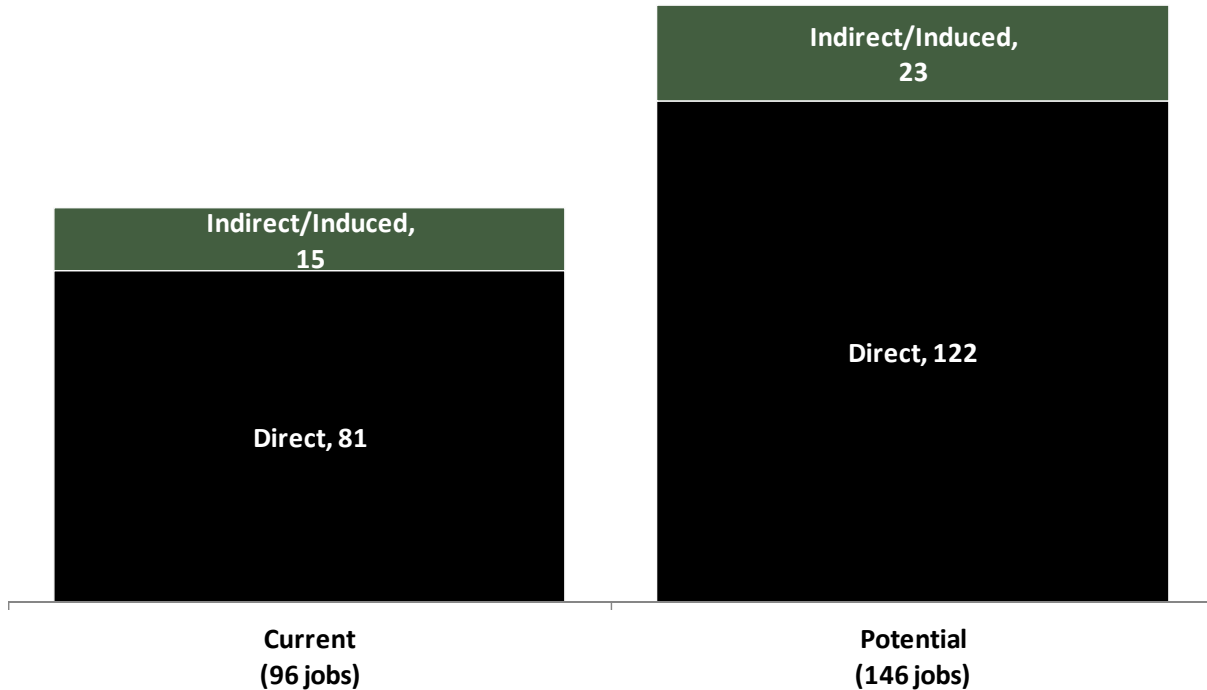 Indirect/Induced,
23
Indirect/Induced,
15
Direct, 122
Direct, 81
Current
(96 jobs)
Potential
(146 jobs)